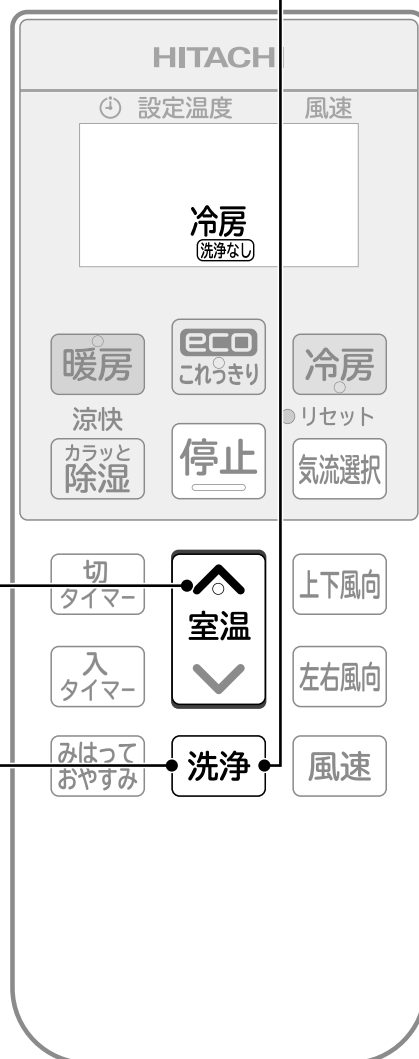 HITACHI
設定温度 風速
冷房
洗浄なし
暖房
eco
これっきり
冷房
涼快
リセット
カラッと
除湿
停止
気流選択
切
タイマー
室温
上下風向
入
タイマー
左右風向
みはって
おやすみ
洗浄
風速